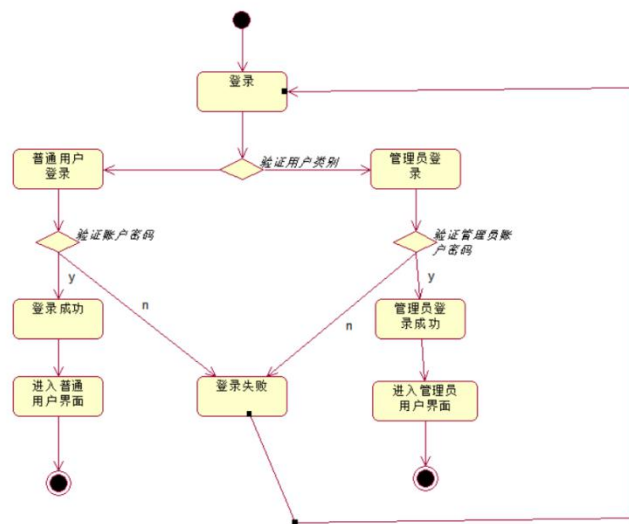 登录
普通用户
登录
验证用户类别
管理员登
录
验证账户密码
验证管理员账
户密码
y
y
登录成功
n
n
管理员登
录成功
进入普通
用户界面
登录失败
进入管理员
用户界面